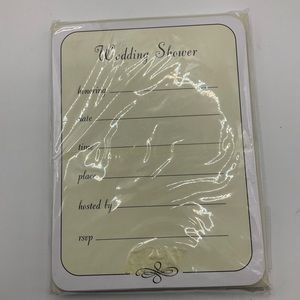 Wedding Shower
honoring
date
time
place
hosted by
rsvp